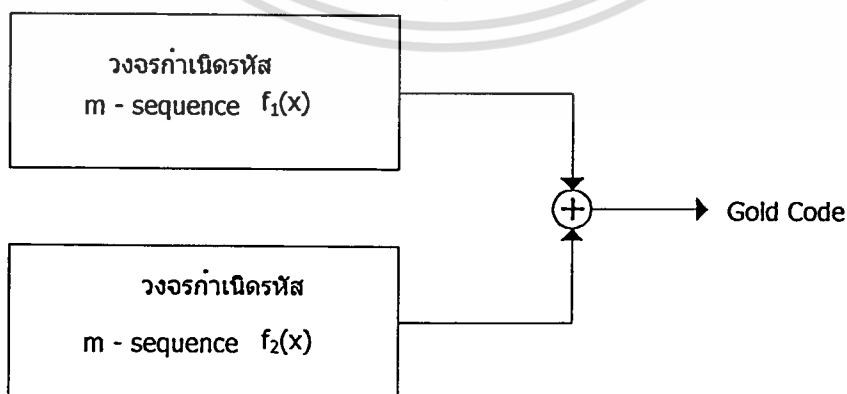 วงจรกำเนิดรหัส
m - sequence f₁(x)
Gold Code
วงจรกำเนิดรหัส
m - sequence f₂(x)